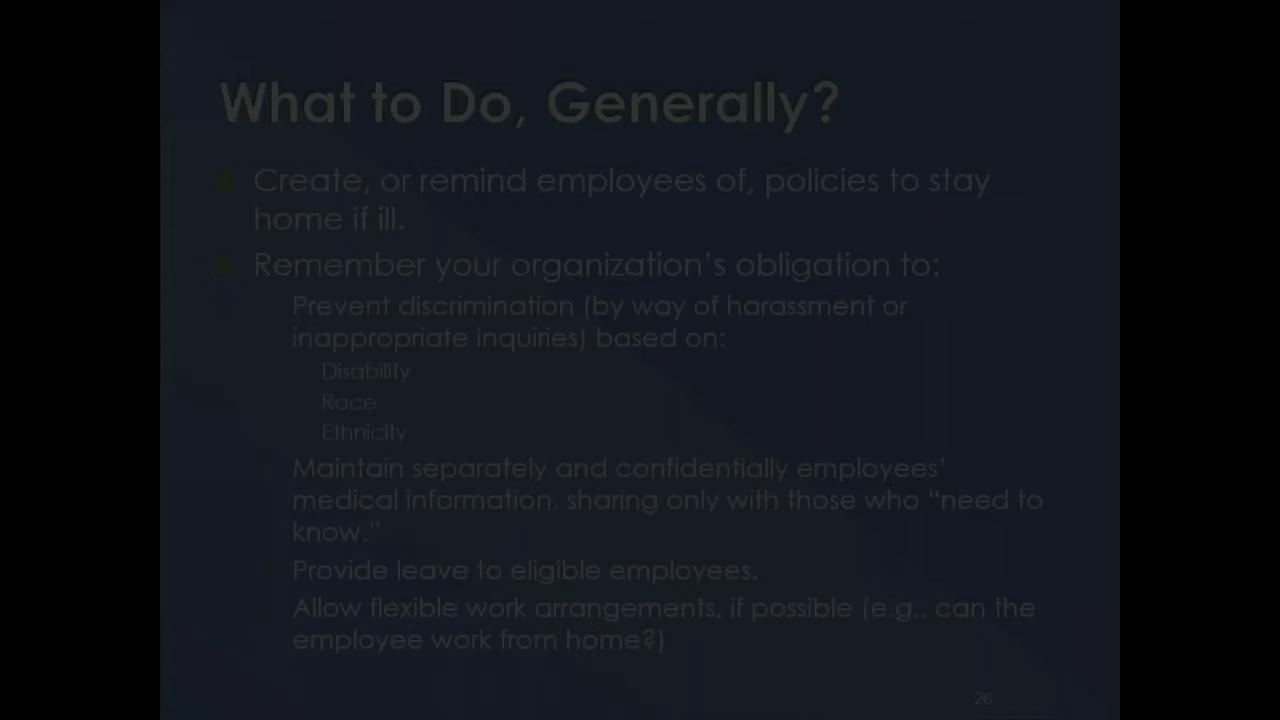 What to Do, Generally?
Create, or remind employees of, policies to stay
home if ill.
Remember your organization's obligation to:
Prevent discrimination (by way of harassment or
inappropriate inquiries) based on:
Disability
Race
Ethnicity
Maintain separately and confidentially employees'
medical information, sharing only with those who “need to
know.”
Provide leave to eligible employees.
Allow flexible work arrangements, if possible (e.g., can the
employee work from home?)
26